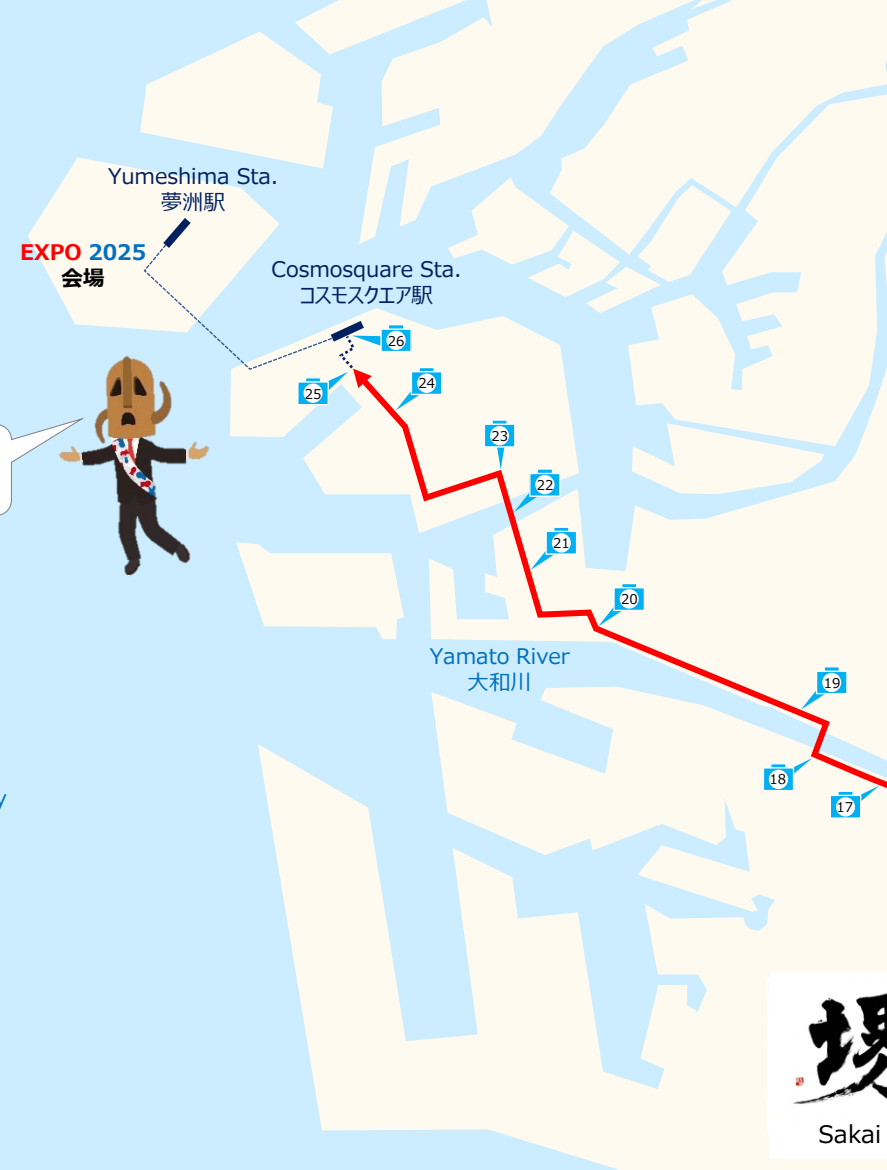 Yumeshima Sta.
夢洲駅
EXPO 2025
会場
Cosmosquare Sta.
コスモスクエア駅
26
25
24
23
22
21
20
Yamato River
大和川
19
18
17
y
堺
Sakai